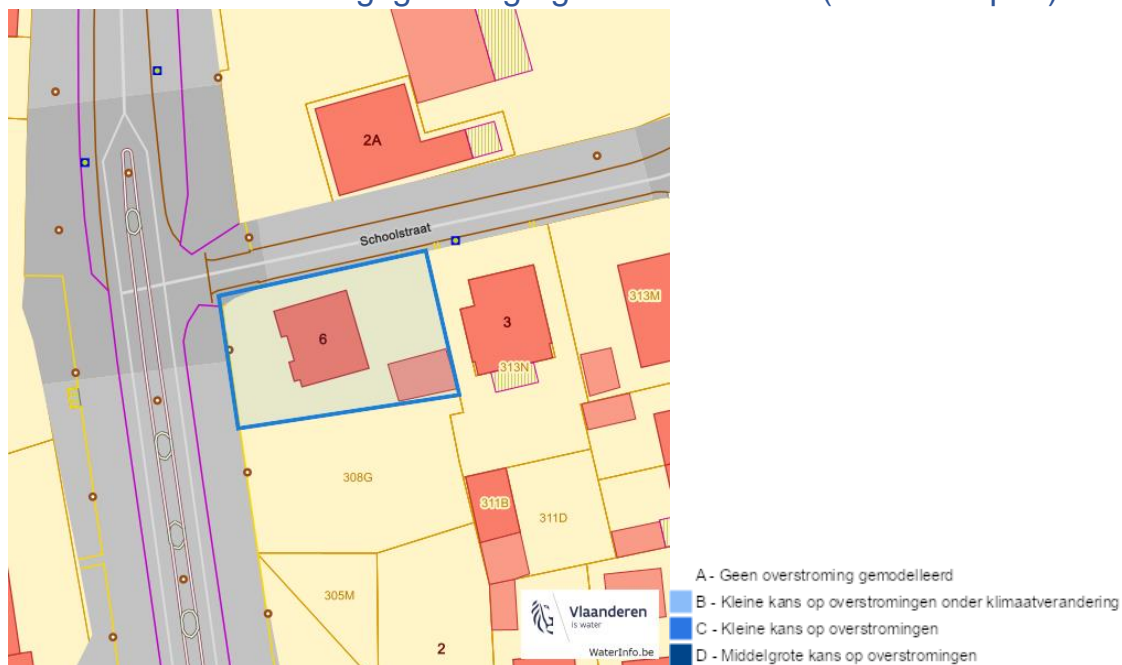 2A
Schoolstraat
6
3
313M
313N
308G
311B
311D
305M
2
Vlaanderen
is water
WaterInfo.be
A - Geen overstroming gemodelleerd
B - Kleine kans op overstromingen onder klimaatverandering
C - Kleine kans op overstromingen
D - Middelgrote kans op overstromingen